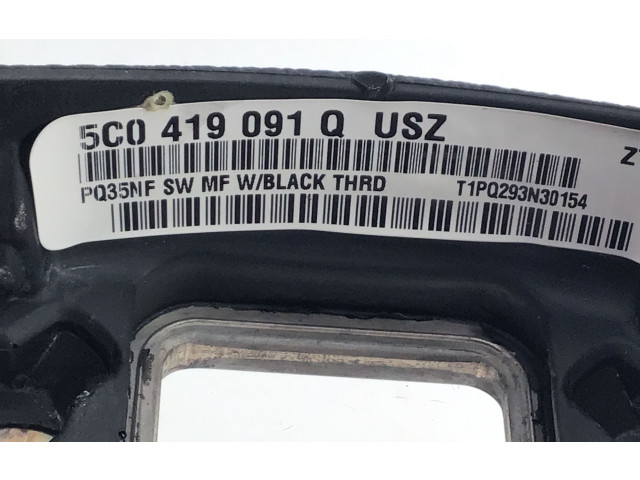 5C0 419 091 Q USZ
PQ35NF SW MF W/BLACK THRD T1PQ293N30154